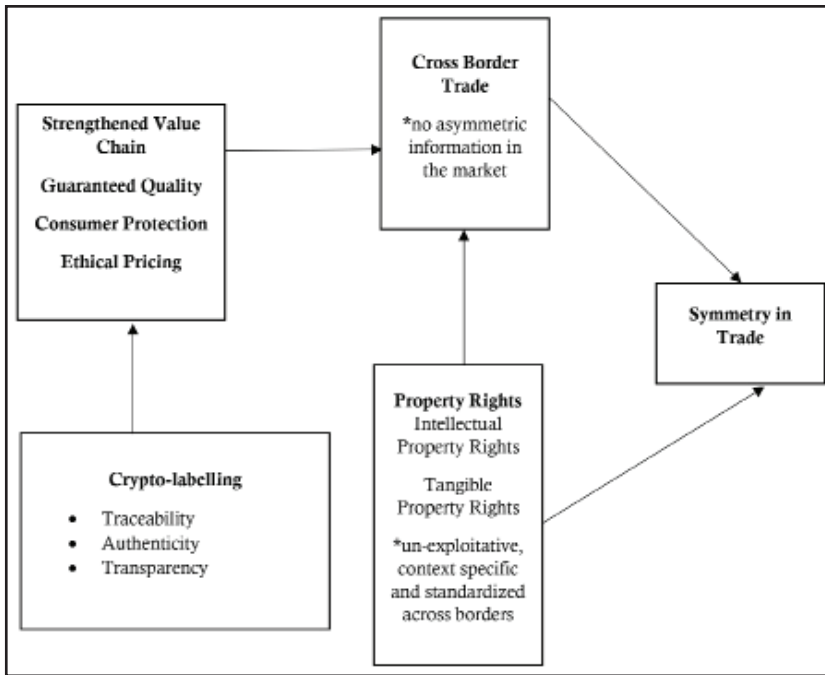 Strengthened Value
Chain
Guaranteed Quality
Consumer Protection
Ethical Pricing
Cross Border
Trade
*no asymmetric
information in
the market
Symmetry in
Trade
Crypto-labelling
• Traceability
• Authenticity
• Transparency
Property Rights
Intellectual
Property Rights
Tangible
Property Rights
*un-exploitative,
context specific
and standardized
across borders